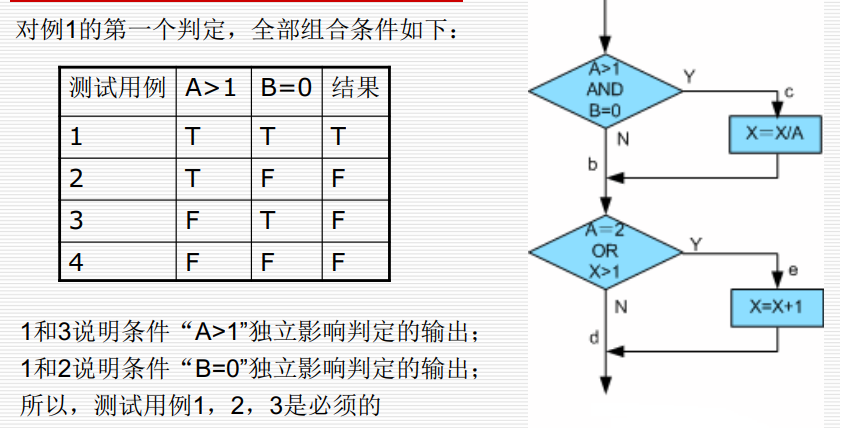 对例1的第一个判定，全部组合条件如下：
测试用例 A>1 B=0 结果
1 T T T
2 T F F
3 F T F
4 F F F
1和3说明条件“A>1”独立影响判定的输出；
1和2说明条件“B=0”独立影响判定的输出；
所以，测试用例1，2，3是必须的
A>1
AND
B=0
Y
c
X=X/A
N
b
A=2
OR
X>1
Y
e
X=X+1
N
d